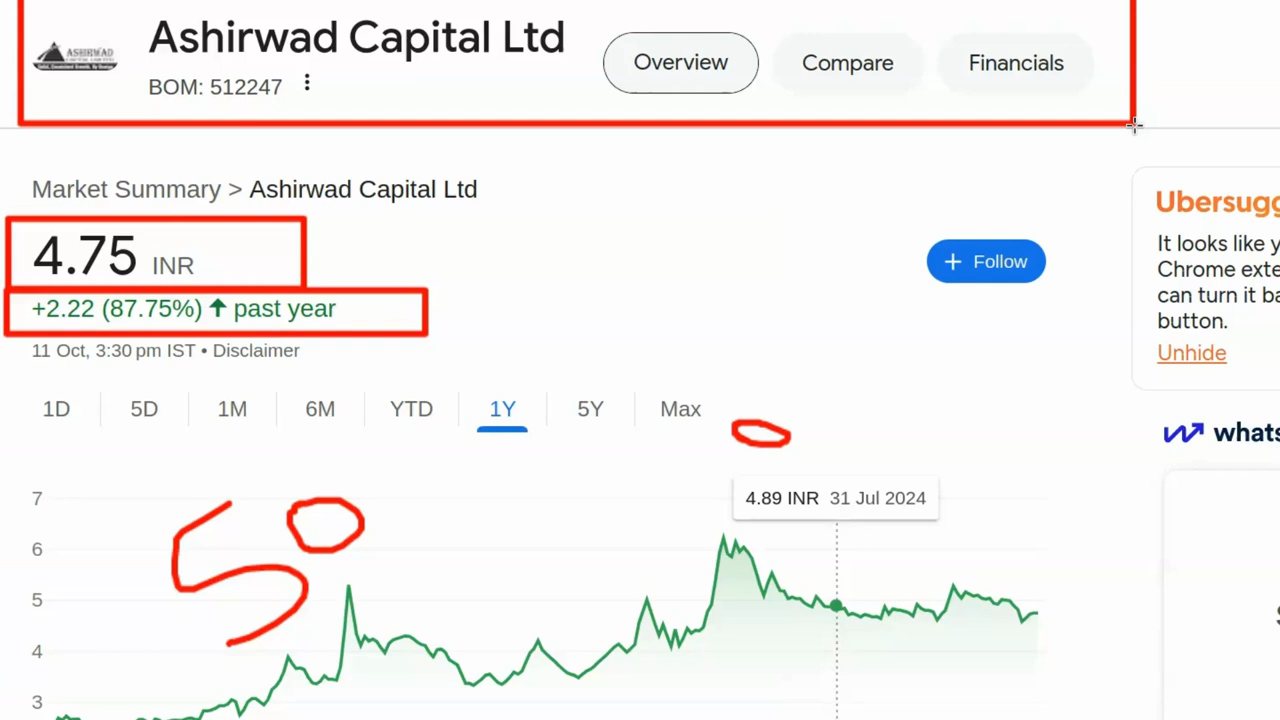 ASHIRWAD
Ashirwad Capital Ltd
BOM: 512247
Overview
Compare
Financials
Market Summary > Ashirwad Capital Ltd
4.75 INR
+2.22 (87.75%) ↑ past year
11 Oct, 3:30 pm IST • Disclaimer
+ Follow
1D
5D
1M
6M
YTD
1Y
5Y
Max
Ubersugg
It looks like y
Chrome exte
can turn it ba
button.
Unhide
whats
4.89 INR 31 Jul 2024
7
6
5
4
3
50